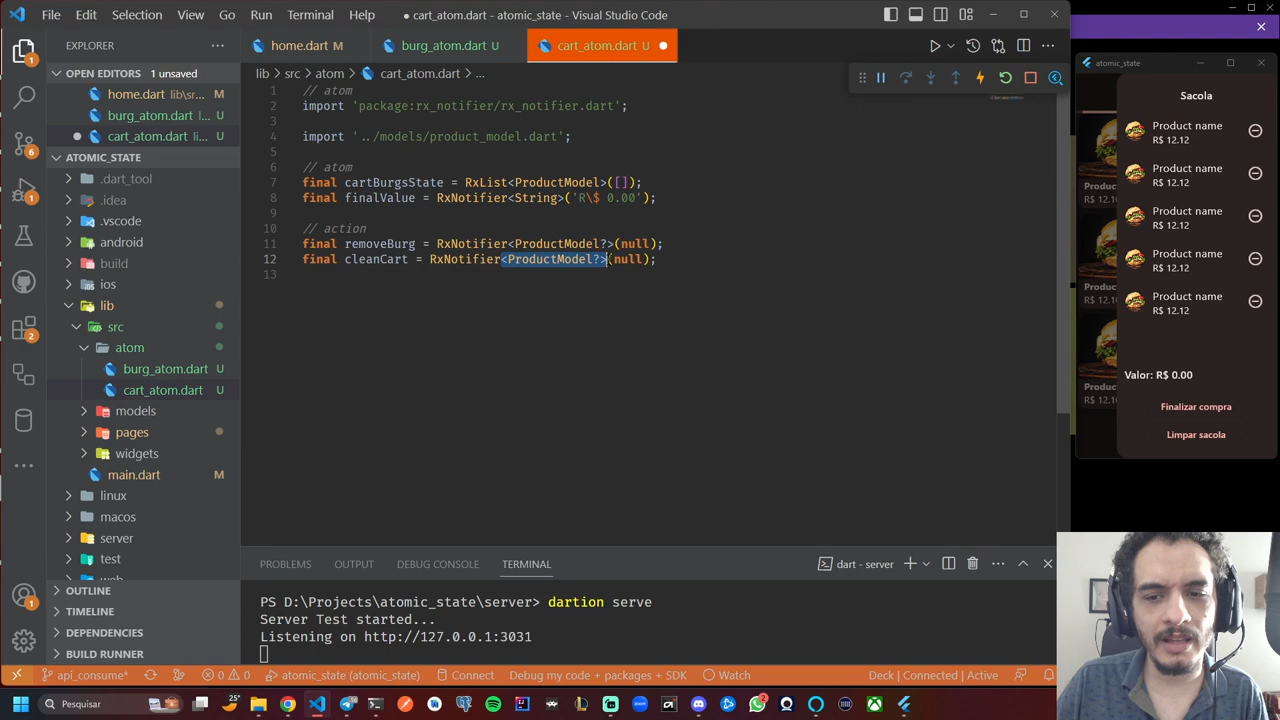 File Edit Selection View Go Run Terminal Help
● cart_atom.dart - atomic_state - Visual Studio Code
EXPLORER
OPEN EDITORS 1 unsaved
home.dart lib\sr... M
burg_atom.dart l... U
● cart_atom.dart li... U
ATOMIC_STATE
.dart_tool
.idea
.vscode
android
build
ios
lib
src
atom
burg_atom.dart U
cart_atom.dart U
models
pages
widgets
main.dart M
linux
macos
server
test
web
OUTLINE
TIMELINE
DEPENDENCIES
BUILD RUNNER
home.dart M burg_atom.dart U cart_atom.dart U ●
lib > src > atom > cart_atom.dart > ...
1 // atom
2 import 'package:rx_notifier/rx_notifier.dart';
3
4 import '../models/product_model.dart';
5
6 // atom
7 final cartBurgsState = RxList<ProductModel>([]);
8 final finalValue = RxNotifier<String>('R\$ 0.00');
9
10 // action
11 final removeBurg = RxNotifier<ProductModel?>(null);
12 final cleanCart = RxNotifier<ProductModel?>(null);
13
PROBLEMS OUTPUT DEBUG CONSOLE TERMINAL
dart - server
PS D:\Projects\atomic_state\server> dartion serve
Server Test started...
Listening on http://127.0.0.1:3031
atomic_state
Sacola
Product name
R$ 12.12
Product name
R$ 12.12
Product name
R$ 12.12
Product name
R$ 12.12
Product name
R$ 12.12
Valor: R$ 0.00
Finalizar compra
Limpar sacola
api_consume* 0 0 atomic_state (atomic_state) Connect Debug my code + packages + SDK Watch Deck | Connected | Active
Pesquisar
25°